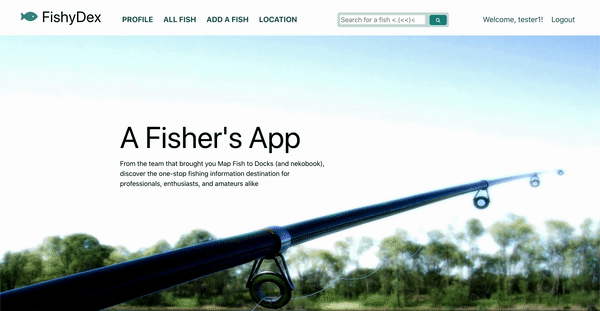 FishyDex
PROFILE ALL FISH ADD A FISH LOCATION
Search for a fish <.(<<)<
Welcome, tester1! Logout
A Fisher's App
From the team that brought you Map Fish to Docks (and nekobook),
discover the one-stop fishing information destination for
professionals, enthusiasts, and amateurs alike